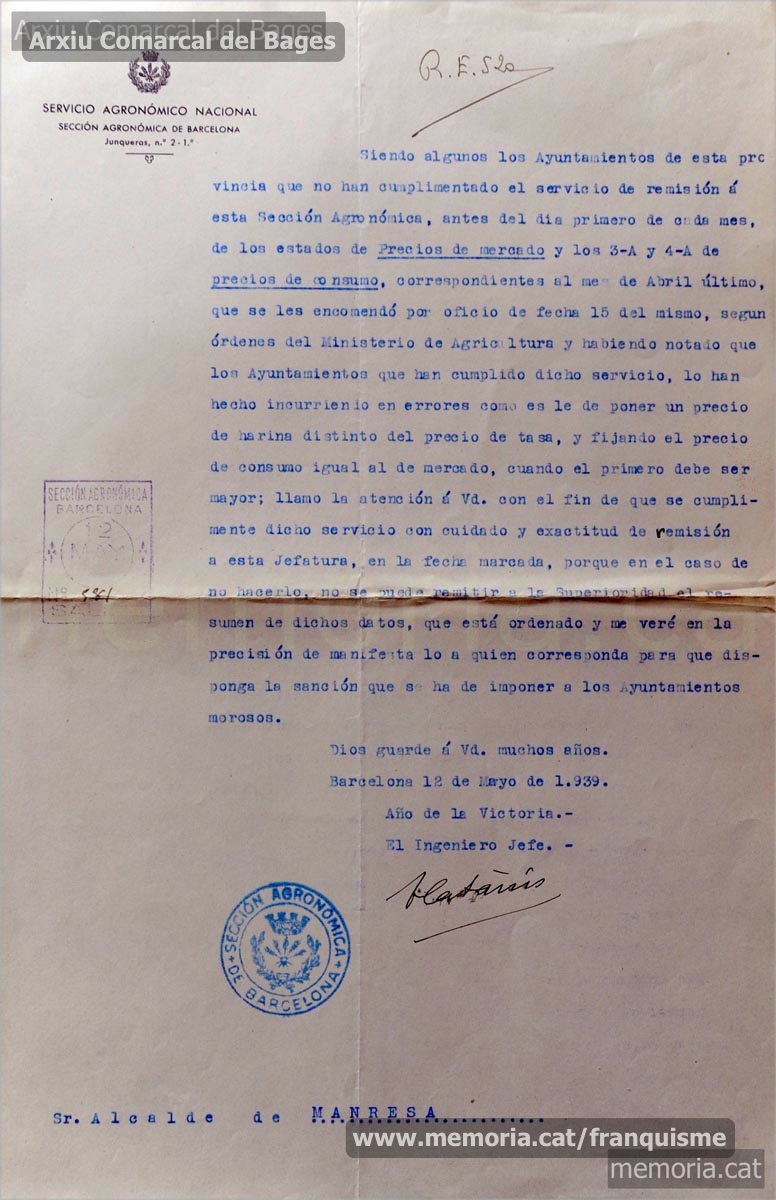 Arxiu Comarcal del Bages
Arxiu Comarcal del Bages
R.E.520
SERVICIO AGRONÓMICO NACIONAL
SECCIÓN AGRONÓMICA DE BARCELONA
Junqueras, n.º 2 - 1.º
Siendo algunos los Ayuntamientos de esta pro
vincia que no han cumplimentado el servicio de remisión á
esta Sección Agronómica, antes del dia primero de cada mes,
de los estados de Precios de mercado y los 3-A y 4-A de
precios de consumo, correspondientes al mes de Abril último,
que se les encomendó por oficio de fecha 15 del mismo, segun
órdenes del Ministerio de Agricultura y habiendo notado que
los Ayuntamientos que han cumplido dicho servicio, lo han
hecho incurrienio en errores como es le de poner un precio
de harina distinto del precio de tasa, y fijando el precio
de consumo igual al de mercado, cuando el primero debe ser
mayor; llamo la atención á Vd. con el fin de que se cumpli-
mente dicho servicio con cuidado y exactitud de remisión
a esta Jefatura, en la fecha marcada, porque en el caso de
no hacerlo, no se puede remitir a la Superioridad el re-
sumen de dichos datos, que está ordenado y me veré en la
precisión de manifesta lo a quien corresponda para que dis-
ponga la sanción que se ha de imponer a los Ayuntamientos
morosos.
SECCIÓN AGRONÓMICA
BARCELONA
12
MAY
581
Dios guarde á Vd. muchos años.
Barcelona 12 de Mayo de 1.939.
Año de la Victoria.-
El Ingeniero Jefe. -
SECCIÓN AGRONÓMICA
DE BARCELONA
Sr. Alcalde de MANRESA
www.memoria.cat/franquisme
memoria.cat